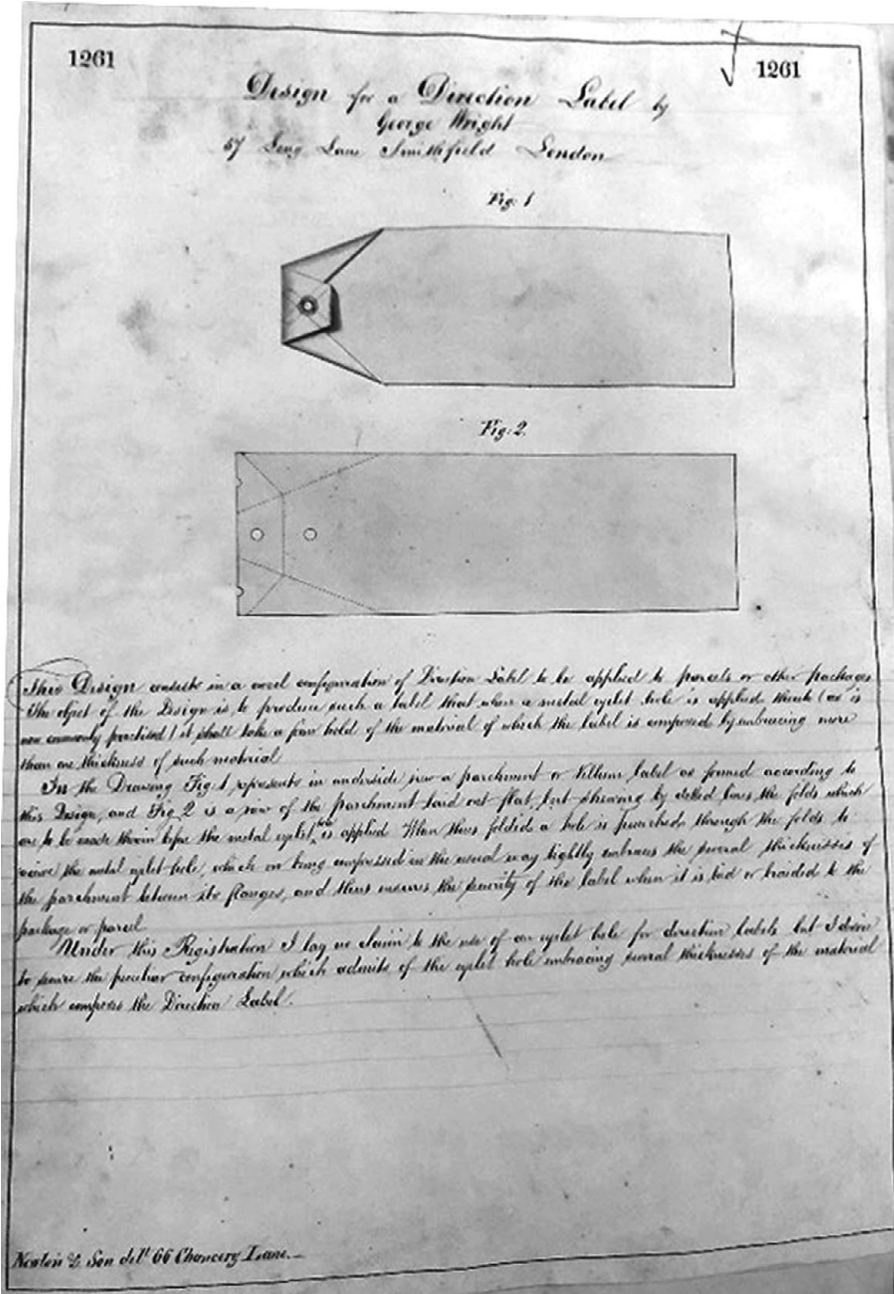 1261 1261
Design for a Direction Label by
George Wright
57 Long Lane Smithfield London
Fig: 1
Fig: 2.
This Design consists in a novel configuration of Direction Label to be applied to parcels or other packages
The object of the Design is, to produce such a label that when a metal eyelet hole is applied thereto (as is
now commonly practised) it shall take a firm hold of the material of which the label is composed by embracing more
than one thickness of such material
In the Drawing Fig. 1, represents in underside view a parchment or Vellum label as formed according to
this Design, and Fig. 2 is a view of the parchment laid out flat, but shewing by dotted lines, the folds which
are to be made therein before the metal eyelet hole is applied When thus folded a hole is punched through the folds to
receive the metal eyelet-hole, which on being compressed in the usual way tightly embraces the several thicknesses of
the parchment between its flanges, and thus ensures the security of the label when it is tied or braided to the
package or parcel
Under this Registration I lay no claim to the use of an eyelet hole for direction labels but I desire
to secure the peculiar configuration which admits of the eyelet hole embracing several thicknesses of the material
which composes the Direction Label.
Newton & Son delt. 66 Chancery Lane.